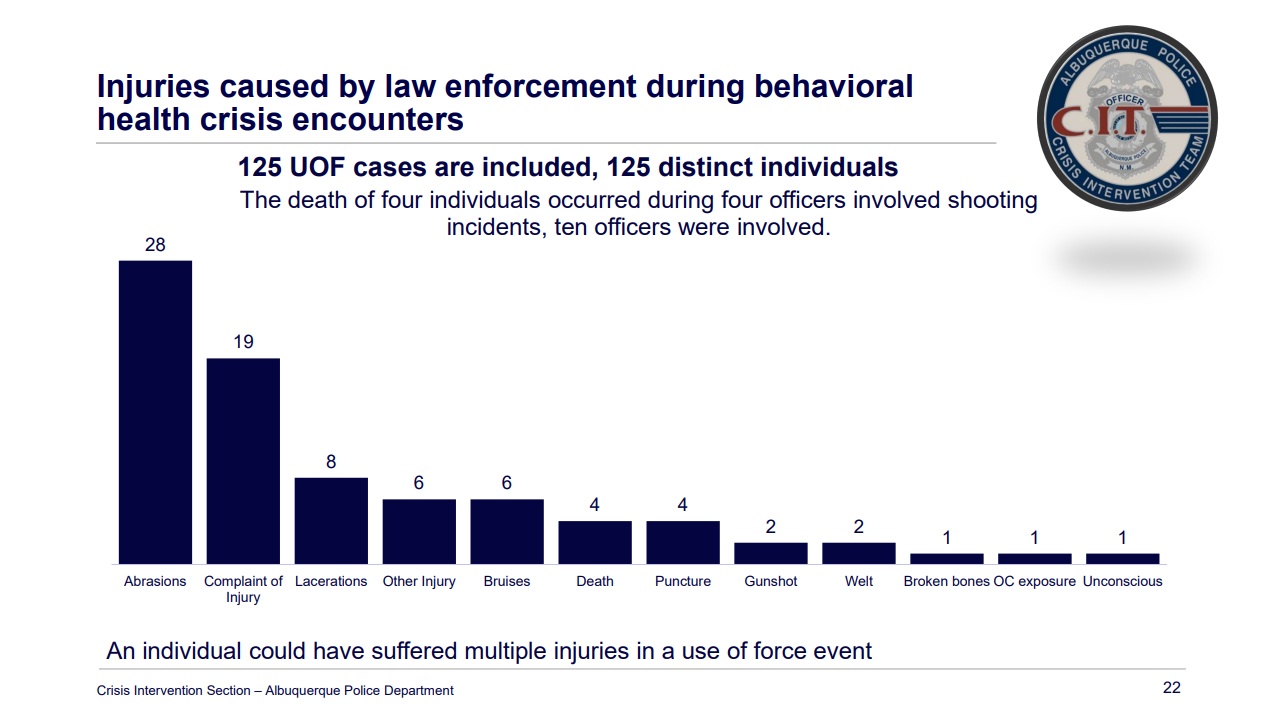 Injuries caused by law enforcement during behavioral
health crisis encounters
125 UOF cases are included, 125 distinct individuals
The death of four individuals occurred during four officers involved shooting
incidents, ten officers were involved.
ALBUQUERQUE POLICE
OFFICER
C.I.T.
ALBUQUERQUE POLICE
N.M.
CRISIS INTERVENTION TEAM
28
19
8
6
6
4
4
2
2
1
1
1
Abrasions
Complaint of
Injury
Lacerations
Other Injury
Bruises
Death
Puncture
Gunshot
Welt
Broken bones
OC exposure
Unconscious
An individual could have suffered multiple injuries in a use of force event
Crisis Intervention Section – Albuquerque Police Department
22